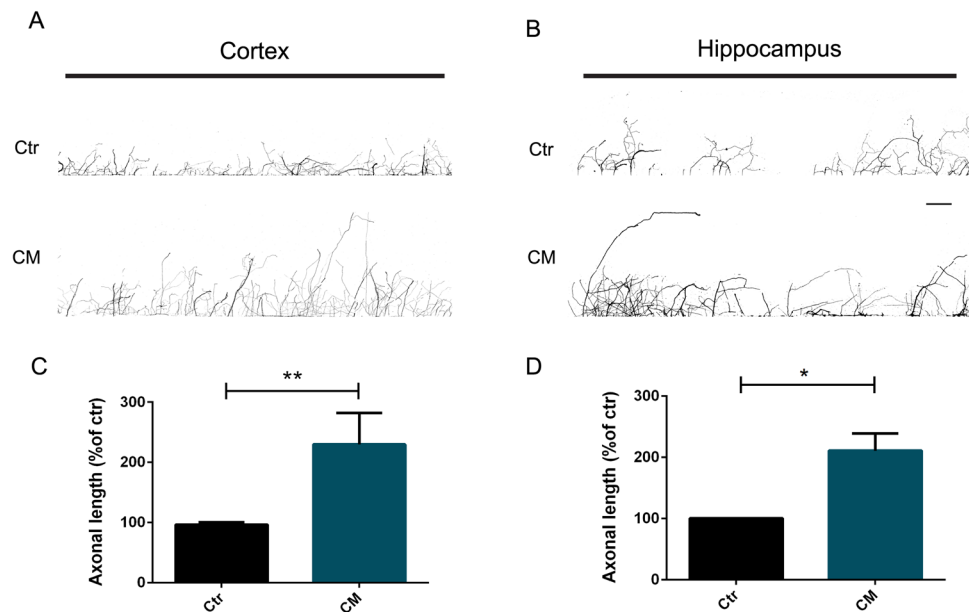 A
Cortex
Ctr
CM
B
Hippocampus
Ctr
CM
C
**
Axonal length (%of ctr)
300
200
100
0
Ctr
CM
D
*
Axonal length (%of ctr)
300
200
100
0
Ctr
CM